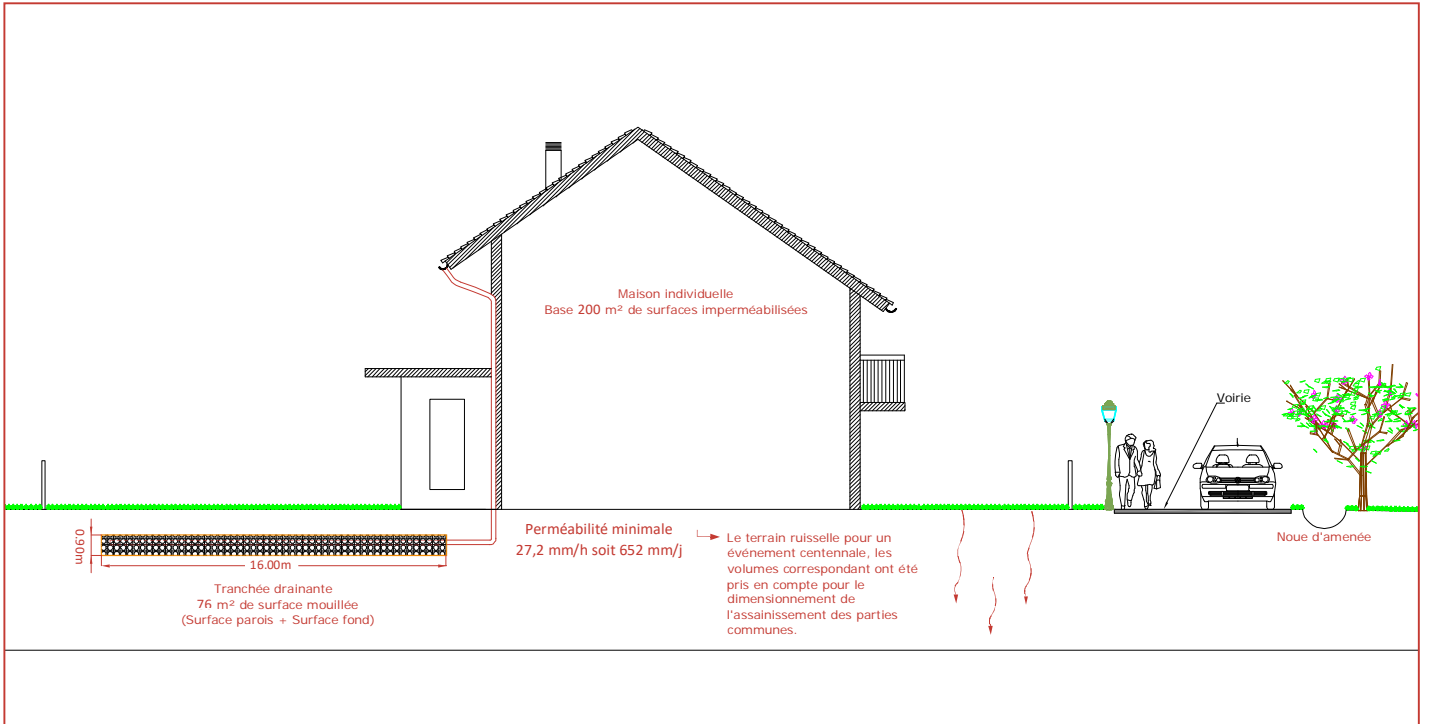 Maison individuelle
Base 200 m² de surfaces imperméabilisées
Voirie
0.90m
16.00m
Tranchée drainante
76 m² de surface mouillée
(Surface parois + Surface fond)
Perméabilité minimale
27,2 mm/h soit 652 mm/j
Le terrain ruisselle pour un
événement centennale, les
volumes correspondant ont été
pris en compte pour le
dimensionnement de
l'assainissement des parties
communes.
Noue d'amenée